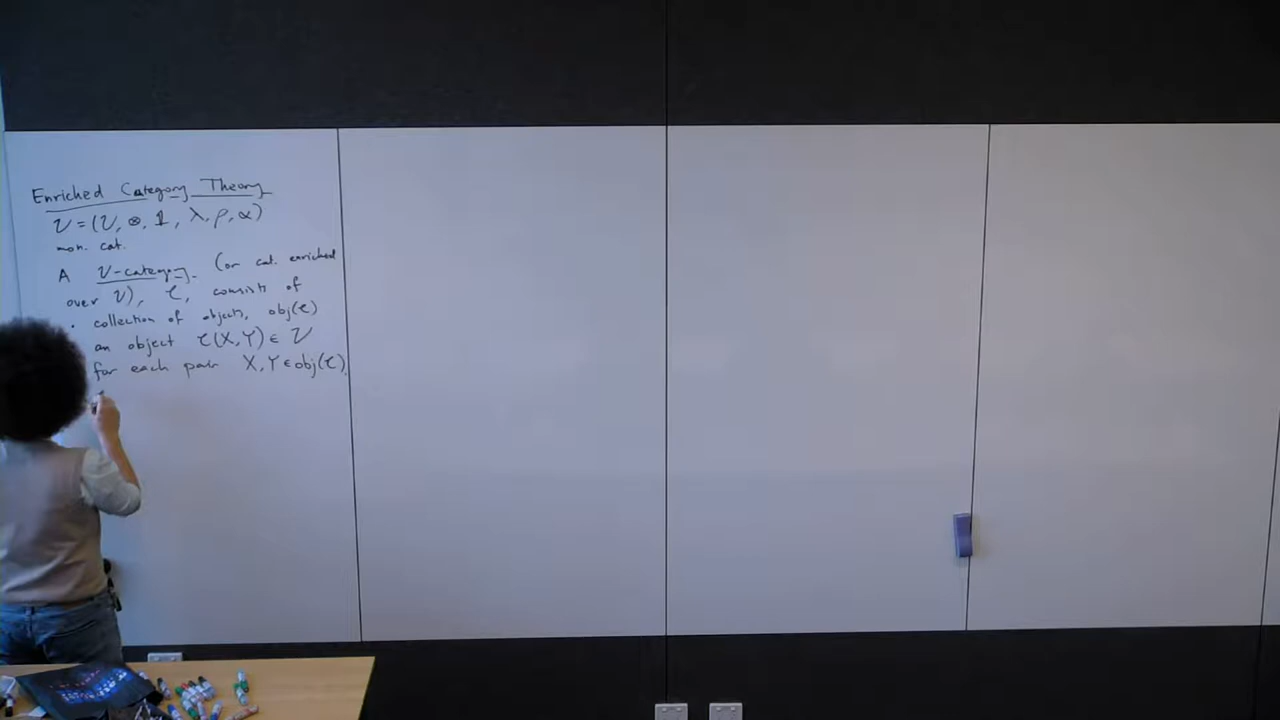 Enriched Category Theory
𝒱 = (𝒱, ⊗, 𝟙, λ, ρ, α)
mon. cat.
A 𝒱-category. (or cat. enriched
over 𝒱), 𝒞, consists of
• collection of objects, obj(𝒞)
an object 𝒞(X,Y) ∈ 𝒱
for each pair X, Y ∈ obj(𝒞).